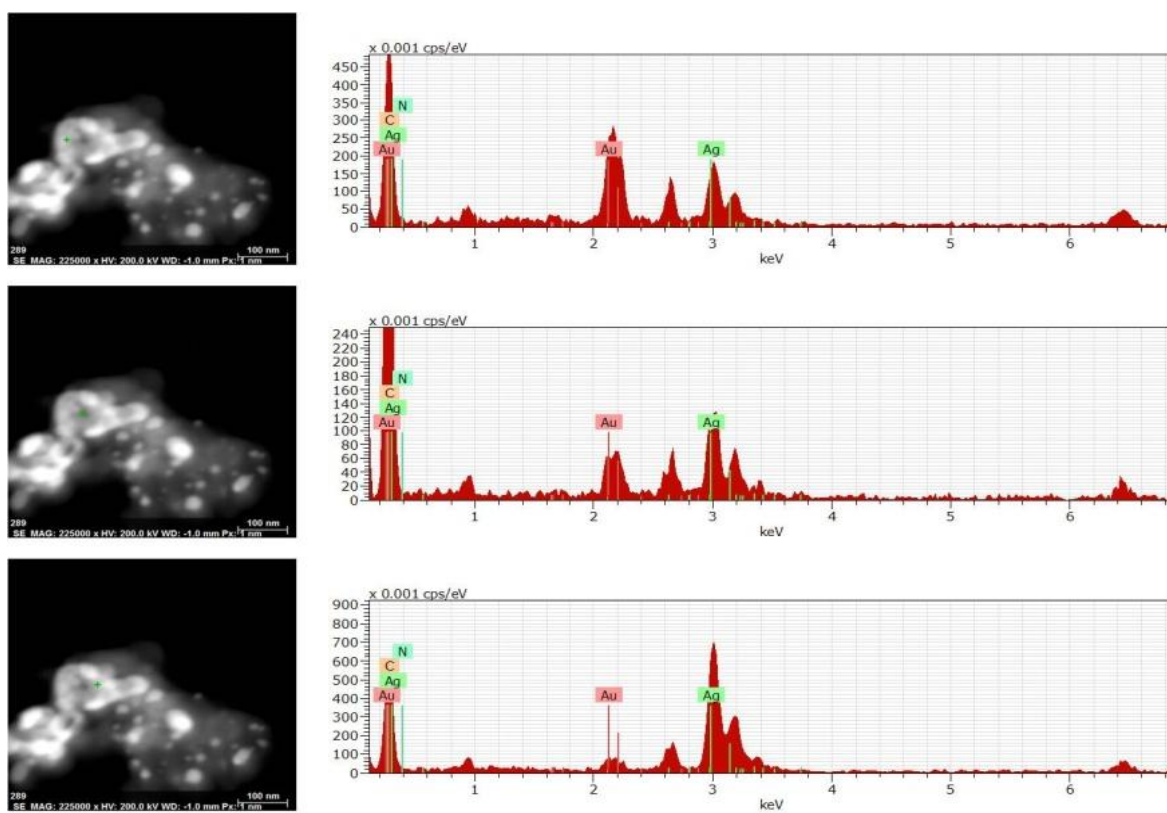 x 0.001 cps/eV
450
400
350
300
250
200
150
100
50
0
N
C
Ag
Au
Au
Ag
1 2 3 4 5 6
keV
289
100 nm
SE MAG: 225000 x HV: 200.0 kV WD: -1.0 mm Px: 1 nm
x 0.001 cps/eV
240
220
200
180
160
140
120
100
80
60
40
20
0
N
C
Ag
Au
Au
Ag
1 2 3 4 5 6
keV
289
100 nm
SE MAG: 225000 x HV: 200.0 kV WD: -1.0 mm Px: 1 nm
x 0.001 cps/eV
900
800
700
600
500
400
300
200
100
0
N
C
Ag
Au
Au
Ag
1 2 3 4 5 6
keV
289
100 nm
SE MAG: 225000 x HV: 200.0 kV WD: -1.0 mm Px: 1 nm